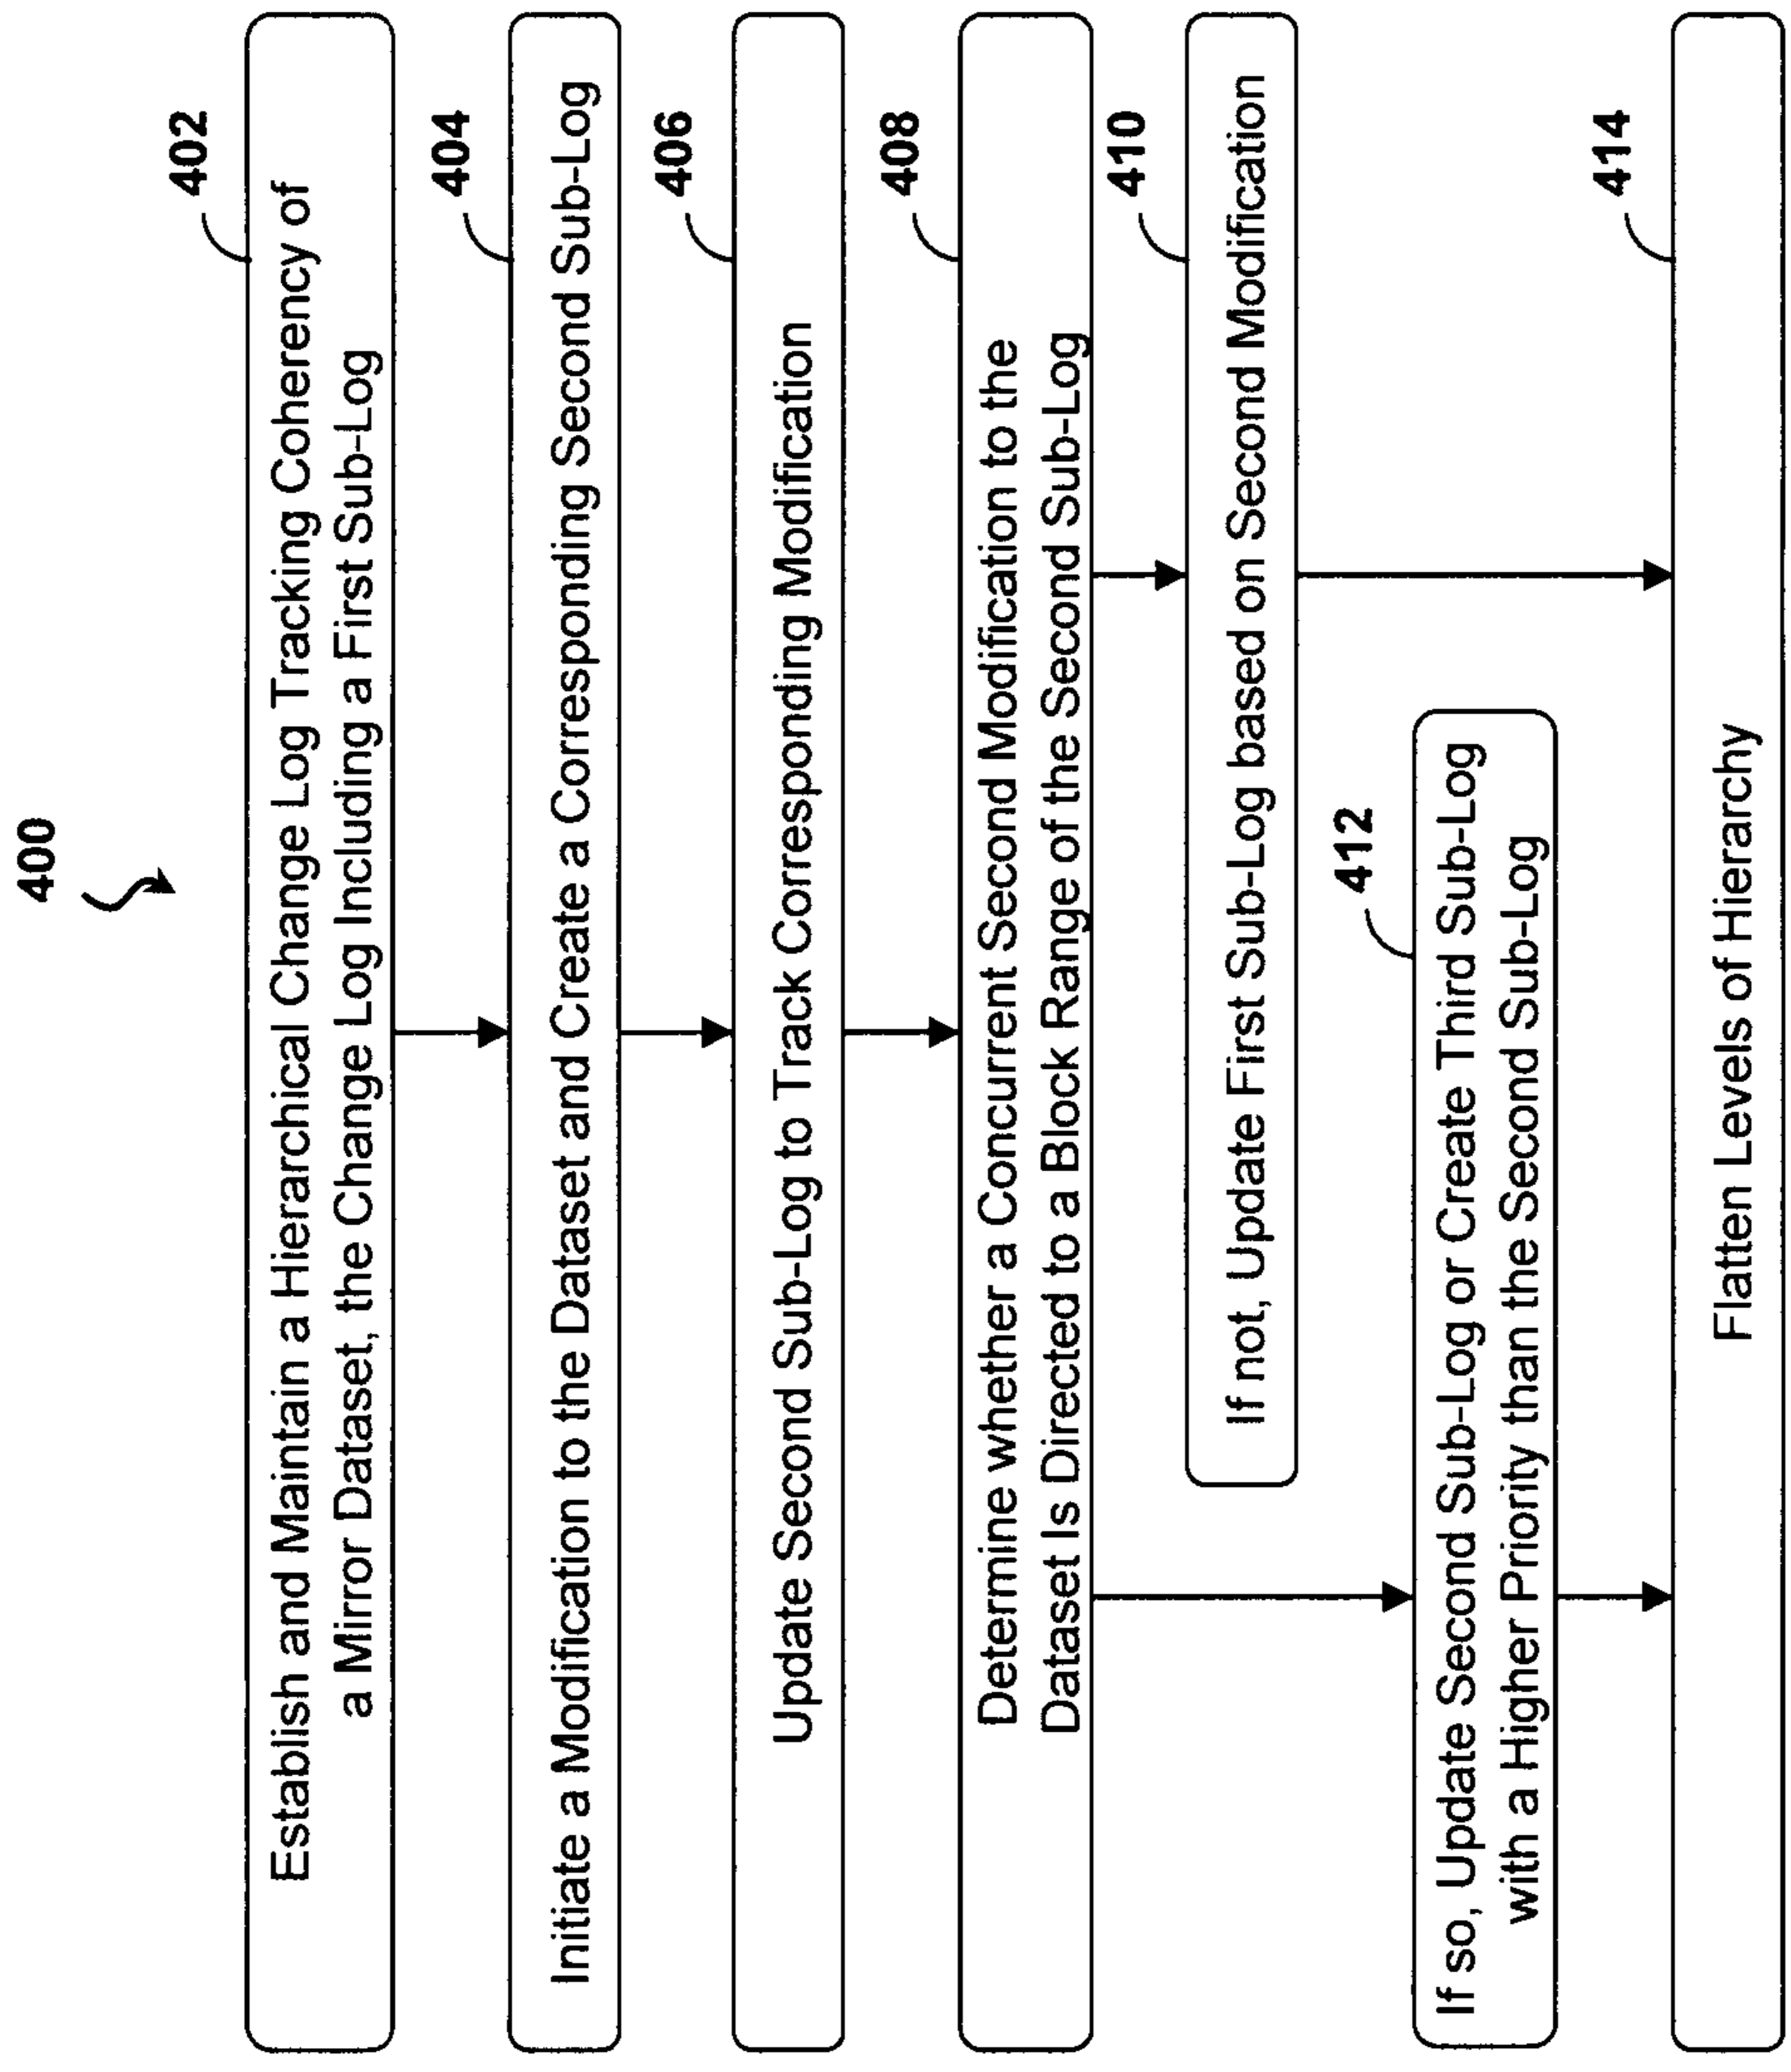 400
402
Establish and Maintain a Hierarchical Change Log Tracking Coherency of
a Mirror Dataset, the Change Log Including a First Sub-Log
404
Initiate a Modification to the Dataset and Create a Corresponding Second Sub-Log
406
Update Second Sub-Log to Track Corresponding Modification
408
Determine whether a Concurrent Second Modification to the
Dataset Is Directed to a Block Range of the Second Sub-Log
410
If not, Update First Sub-Log based on Second Modification
412
If so, Update Second Sub-Log or Create Third Sub-Log
with a Higher Priority than the Second Sub-Log
414
Flatten Levels of Hierarchy